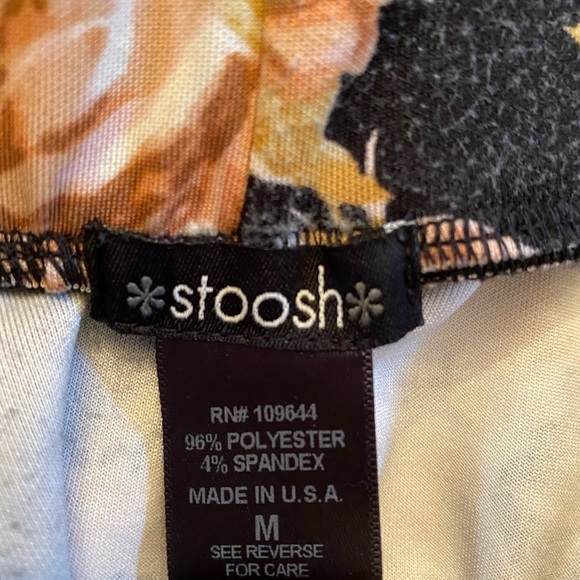 *stoosh*
RN# 109644
96% POLYESTER
4% SPANDEX
MADE IN U.S.A.
M
SEE REVERSE
FOR CARE